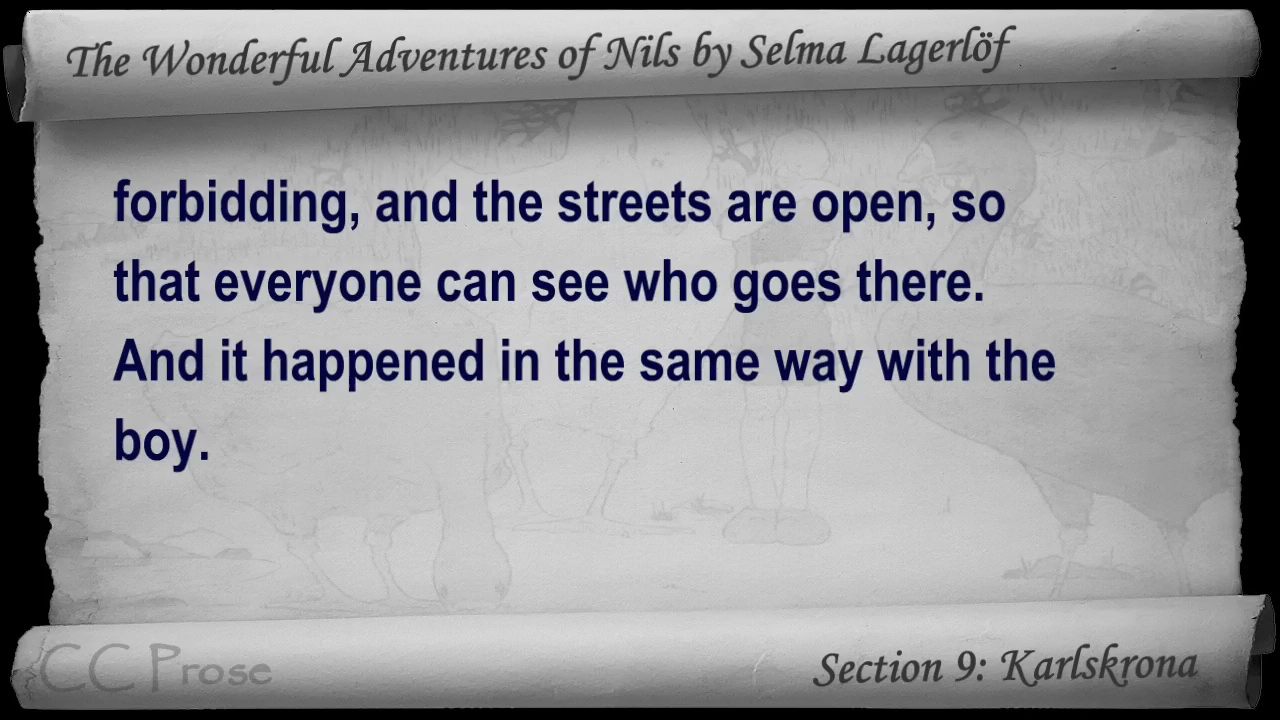 The Wonderful Adventures of Nils by Selma Lagerlöf
forbidding, and the streets are open, so
that everyone can see who goes there.
And it happened in the same way with the
boy.
CC Prose
Section 9: Karlskrona